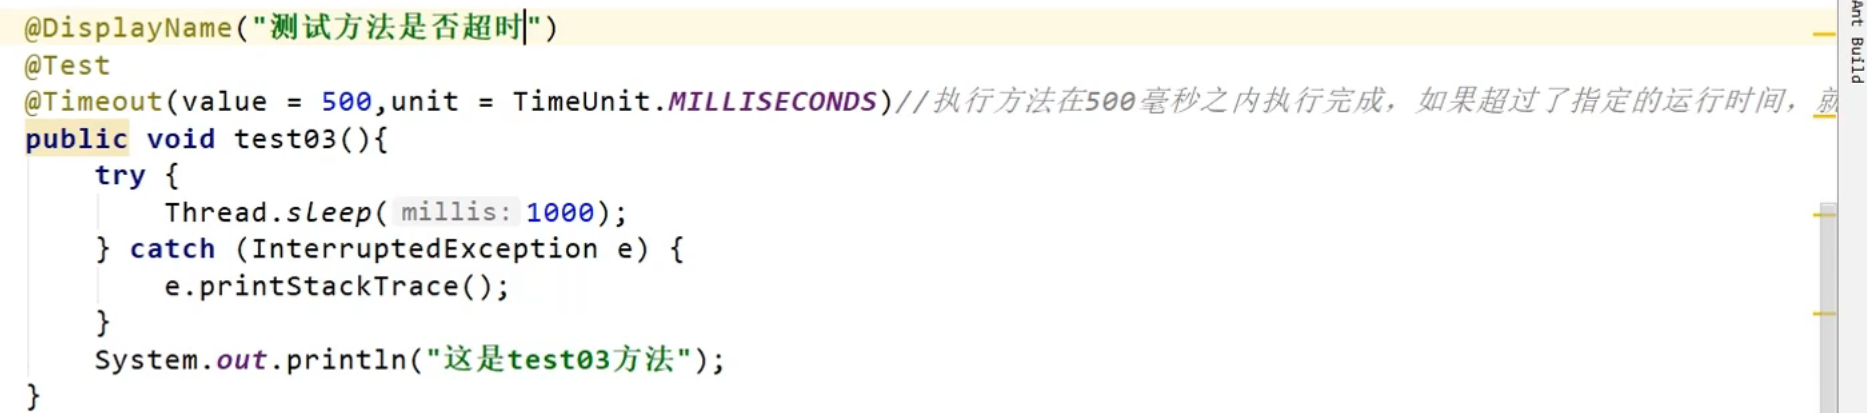 @DisplayName("测试方法是否超时")
@Test
@Timeout(value = 500,unit = TimeUnit.MILLISECONDS)//执行方法在500毫秒之内执行完成，如果超过了指定的运行时间，就
public void test03(){
    try {
        Thread.sleep( millis: 1000);
    } catch (InterruptedException e) {
        e.printStackTrace();
    }
    System.out.println("这是test03方法");
}
Ant Build